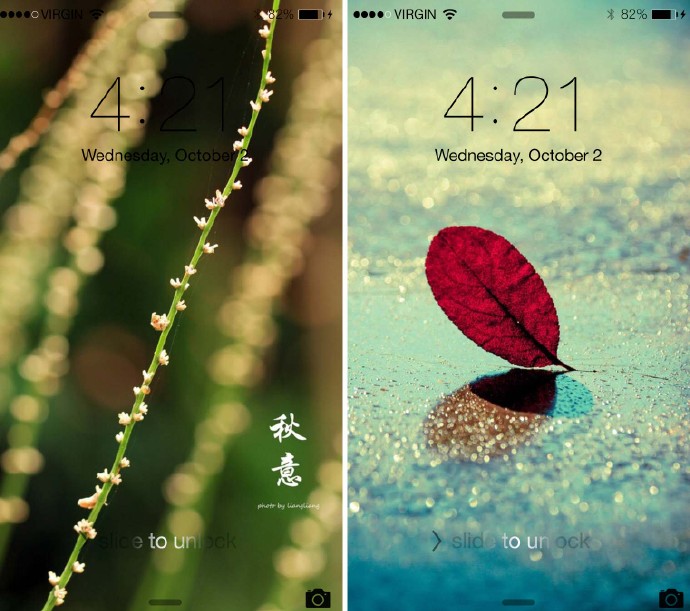 VIRGIN
82%
4:21
Wednesday, October 2
秋
意
photo by liangliang
slide to unlock
VIRGIN
82%
4:21
Wednesday, October 2
> slide to unlock